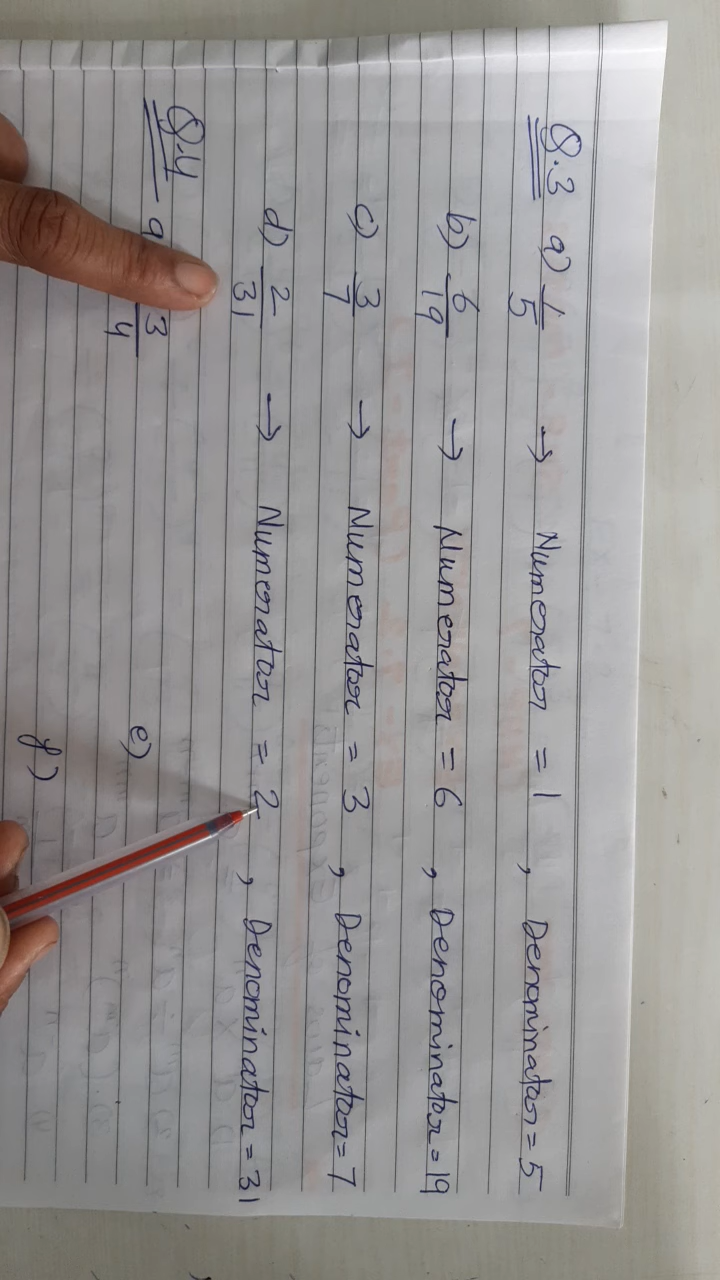 Q.3 a) 1/5 → Numerator = 1 , Denominator = 5
b) 6/19 → Numerator = 6 , Denominator = 19
c) 3/7 → Numerator = 3 , Denominator = 7
d) 2/31 → Numerator = 2 , Denominator = 31
Q.4 a 3/4 e)
f)